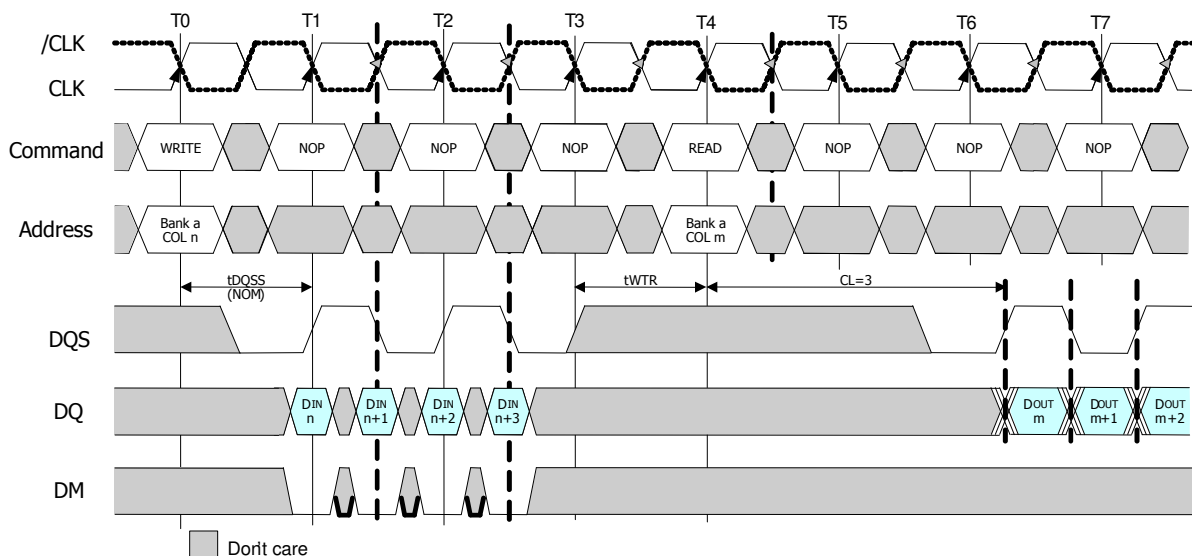 T0 T1 T2 T3 T4 T5 T6 T7
/CLK
CLK
Command WRITE NOP NOP NOP READ NOP NOP NOP
Address Bank a COL n Bank a COL m
tDQSS (NOM) tWTR CL=3
DQS
DQ DIN n DIN n+1 DIN n+2 DIN n+3 DOUT m DOUT m+1 DOUT m+2
DM
Don't care